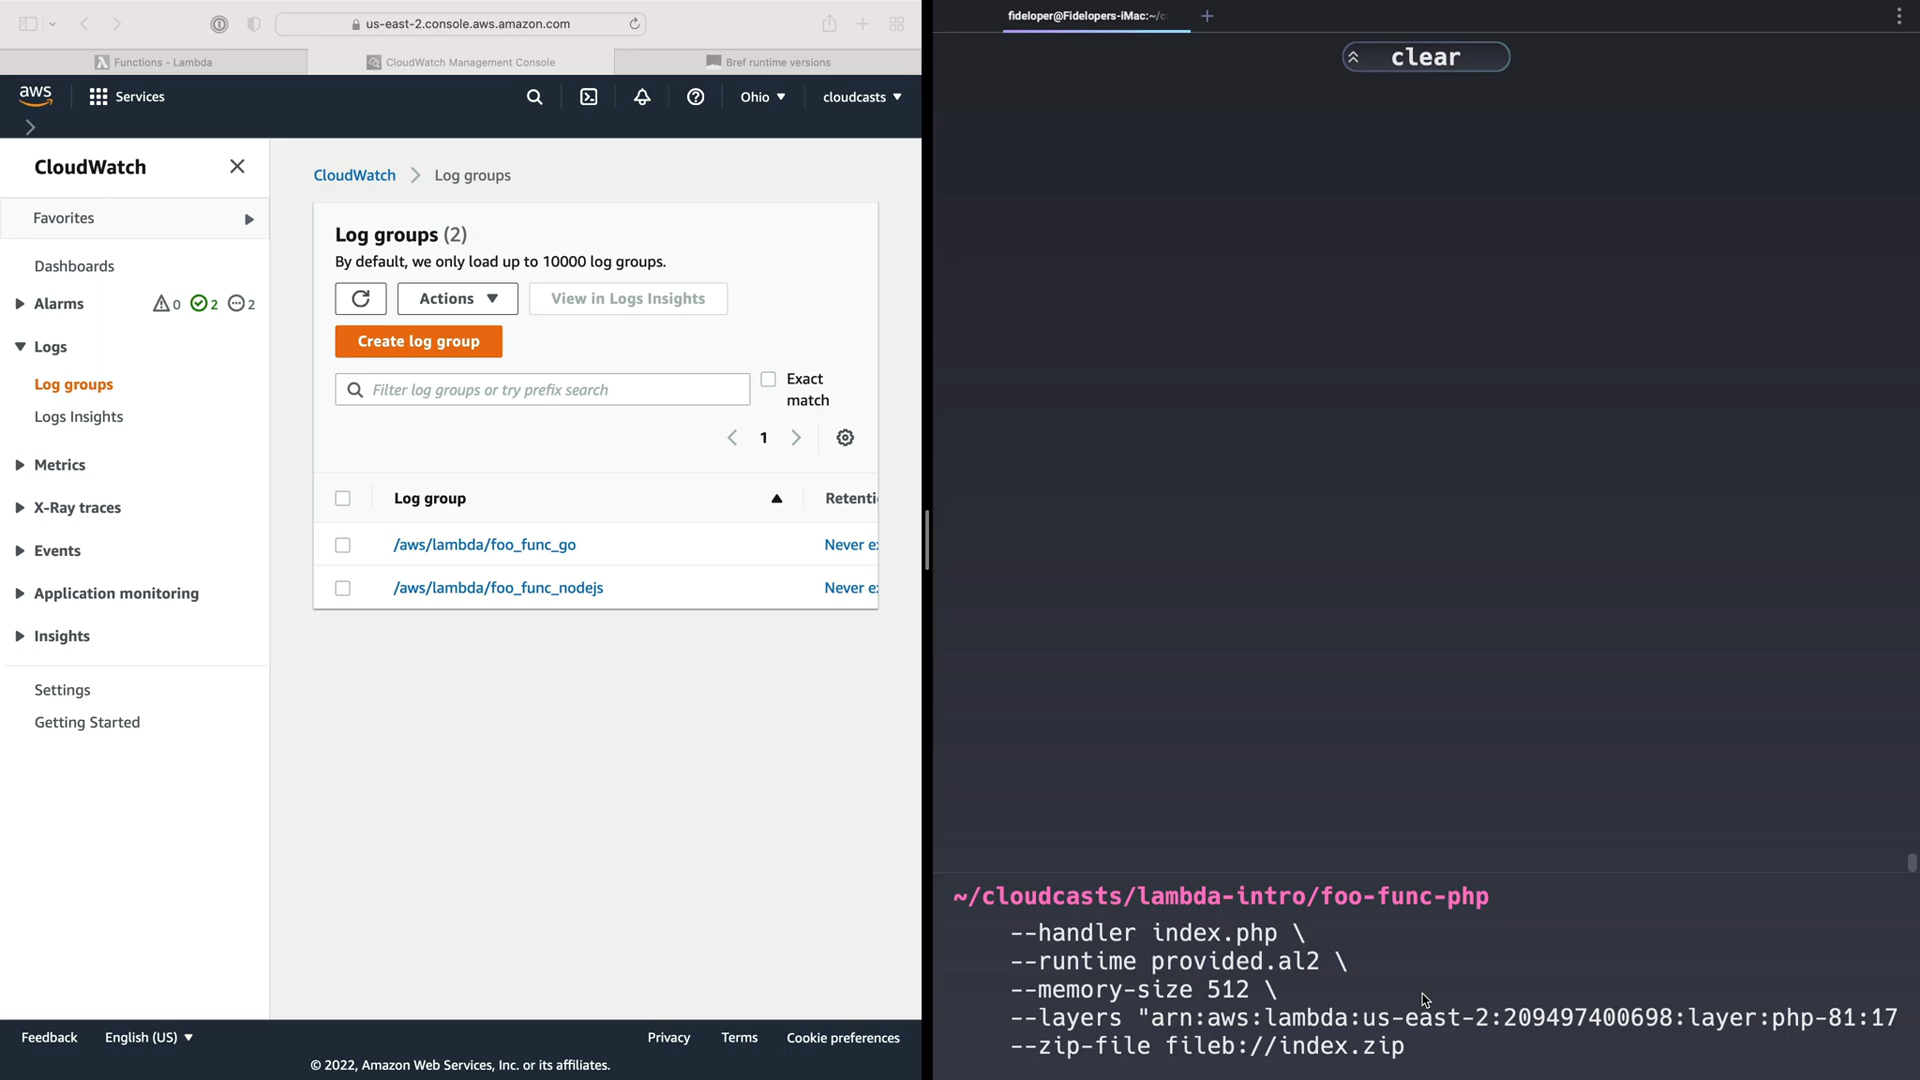 us-east-2.console.aws.amazon.com
Functions - Lambda
CloudWatch Management Console
Bref runtime versions
aws
Services
Ohio
cloudcasts
CloudWatch
Favorites
Dashboards
Alarms
0
2
2
Logs
Log groups
Logs Insights
Metrics
X-Ray traces
Events
Application monitoring
Insights
Settings
Getting Started
CloudWatch
Log groups
Log groups (2)
By default, we only load up to 10000 log groups.
Actions
View in Logs Insights
Create log group
Filter log groups or try prefix search
Exact
match
1
Log group
Retenti
/aws/lambda/foo_func_go
Never e
/aws/lambda/foo_func_nodejs
Never e
Feedback
English (US)
Privacy
Terms
Cookie preferences
© 2022, Amazon Web Services, Inc. or its affiliates.
fideloper@Fidelopers-iMac:~/c
clear
~/cloudcasts/lambda-intro/foo-func-php
--handler index.php \
--runtime provided.al2 \
--memory-size 512 \
--layers "arn:aws:lambda:us-east-2:209497400698:layer:php-81:17
--zip-file fileb://index.zip